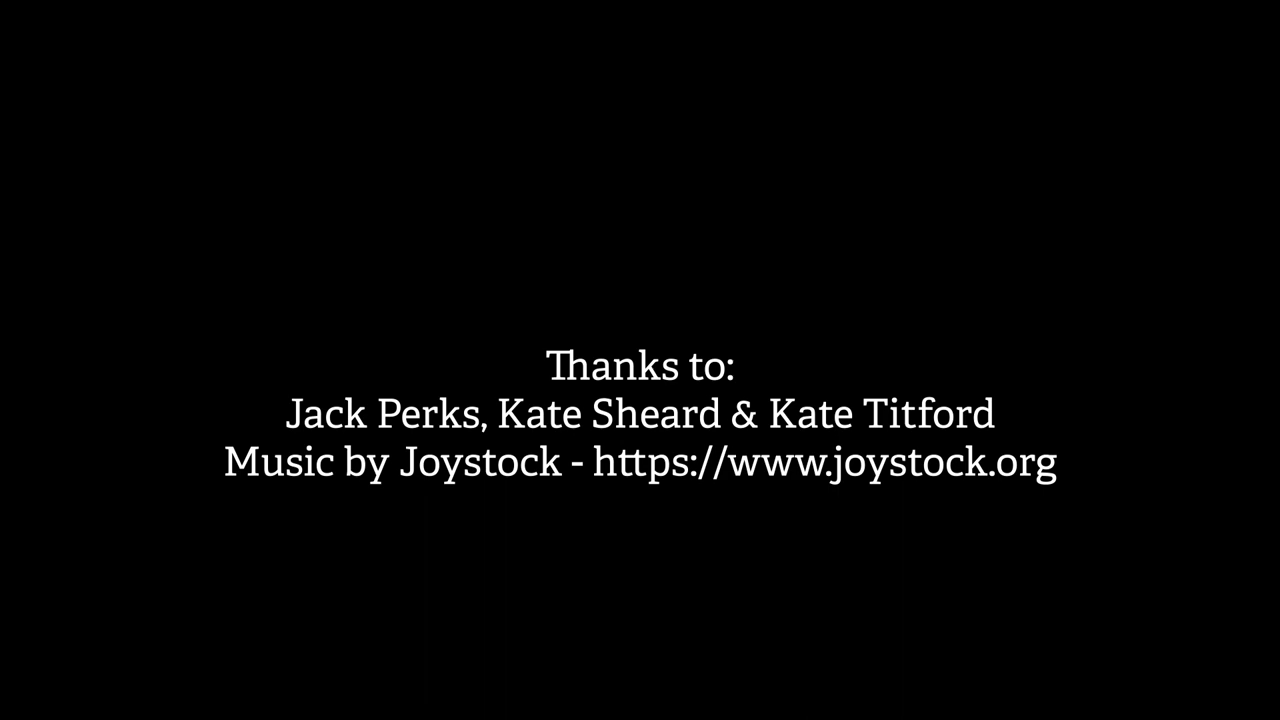 Thanks to:
Jack Perks, Kate Sheard & Kate Titford
Music by Joystock - https://www.joystock.org